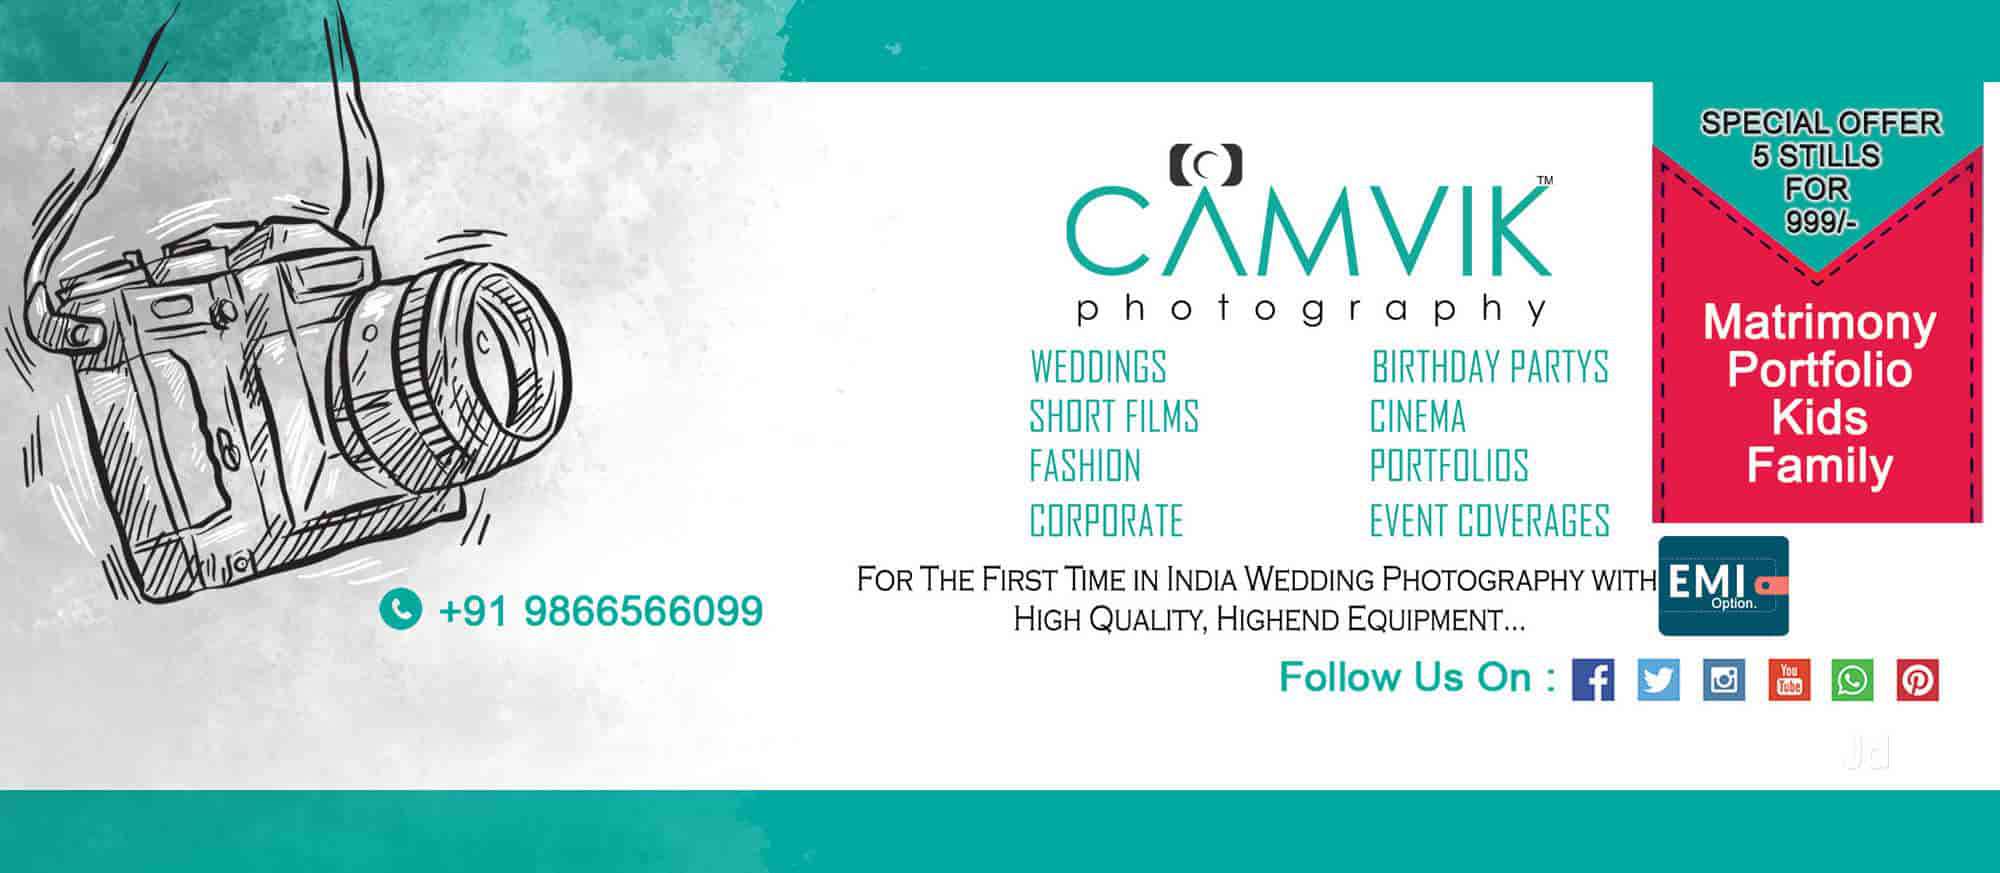 CAMVIK™
photography
WEDDINGS
BIRTHDAY PARTYS
SHORT FILMS
CINEMA
FASHION
PORTFOLIOS
CORPORATE
EVENT COVERAGES
FOR THE FIRST TIME IN INDIA WEDDING PHOTOGRAPHY WITH
HIGH QUALITY, HIGHEND EQUIPMENT...
EMI
Option.
+91 9866566099
Follow Us On :
You
Tube
SPECIAL OFFER
5 STILLS
FOR
999/-
Matrimony
Portfolio
Kids
Family
Jd